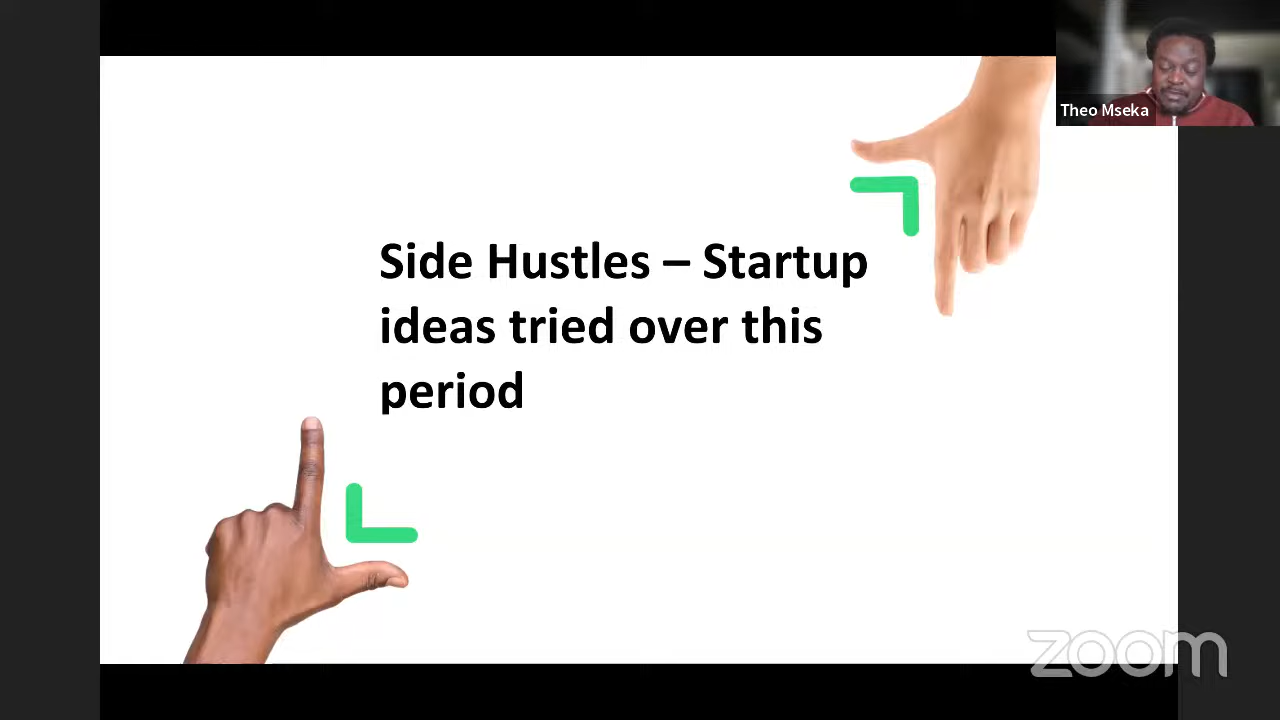 Theo Mseka
Side Hustles – Startup
ideas tried over this
period
zoom